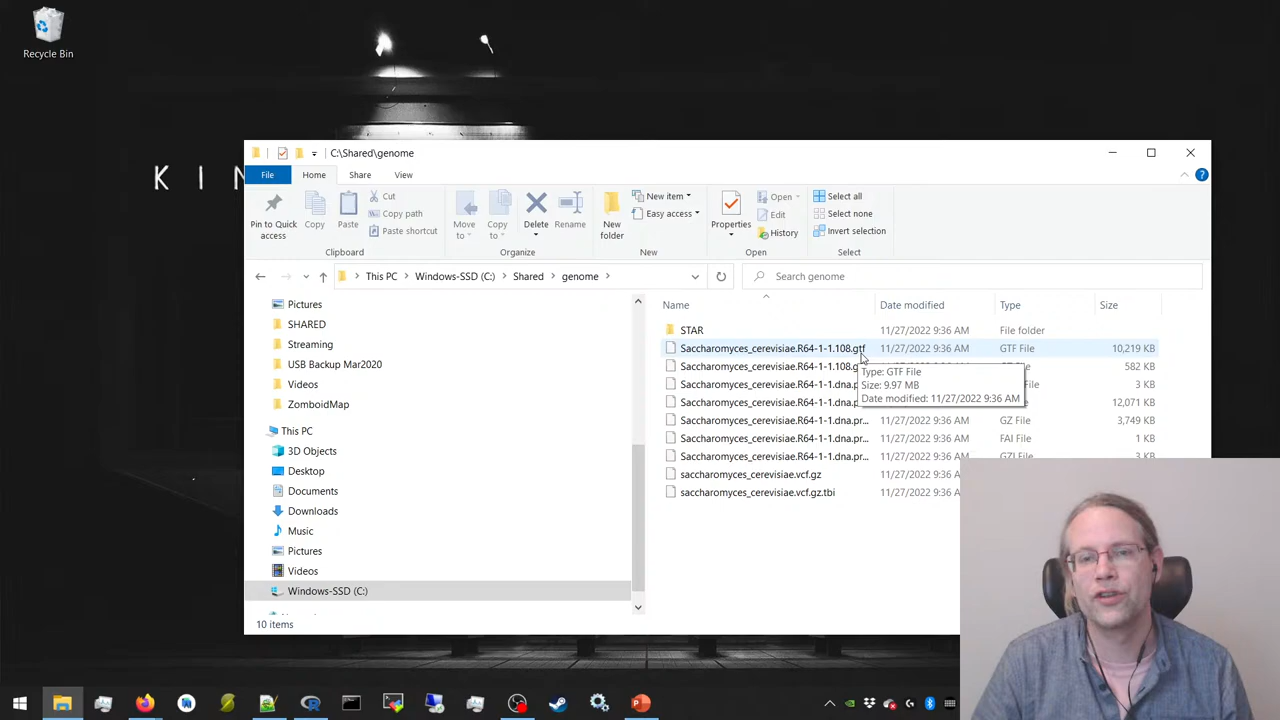 Recycle Bin
K I N
C:\Shared\genome
File
Home
Share
View
Pin to Quick access
Copy
Paste
Cut
Copy path
Paste shortcut
Clipboard
Move to
Copy to
Delete
Rename
Organize
New folder
New item
Easy access
New
Properties
Open
Edit
History
Open
Select all
Select none
Invert selection
Select
This PC > Windows-SSD (C:) > Shared > genome >
Search genome
Pictures
SHARED
Streaming
USB Backup Mar2020
Videos
ZomboidMap
This PC
3D Objects
Desktop
Documents
Downloads
Music
Pictures
Videos
Windows-SSD (C:)
Name Date modified Type Size
STAR 11/27/2022 9:36 AM File folder
Saccharomyces_cerevisiae.R64-1-1.108.gtf 11/27/2022 9:36 AM GTF File 10,219 KB
Saccharomyces_cerevisiae.R64-1-1.108.g 582 KB
Saccharomyces_cerevisiae.R64-1-1.dna.p 3 KB
Saccharomyces_cerevisiae.R64-1-1.dna.p 12,071 KB
Saccharomyces_cerevisiae.R64-1-1.dna.pr... 11/27/2022 9:36 AM GZ File 3,749 KB
Saccharomyces_cerevisiae.R64-1-1.dna.pr... 11/27/2022 9:36 AM FAI File 1 KB
Saccharomyces_cerevisiae.R64-1-1.dna.pr... 11/27/2022 9:36 AM GZI File 3 KB
saccharomyces_cerevisiae.vcf.gz 11/27/2022 9:36 A
saccharomyces_cerevisiae.vcf.gz.tbi 11/27/2022 9:36 A
Type: GTF File
Size: 9.97 MB
Date modified: 11/27/2022 9:36 AM
10 items